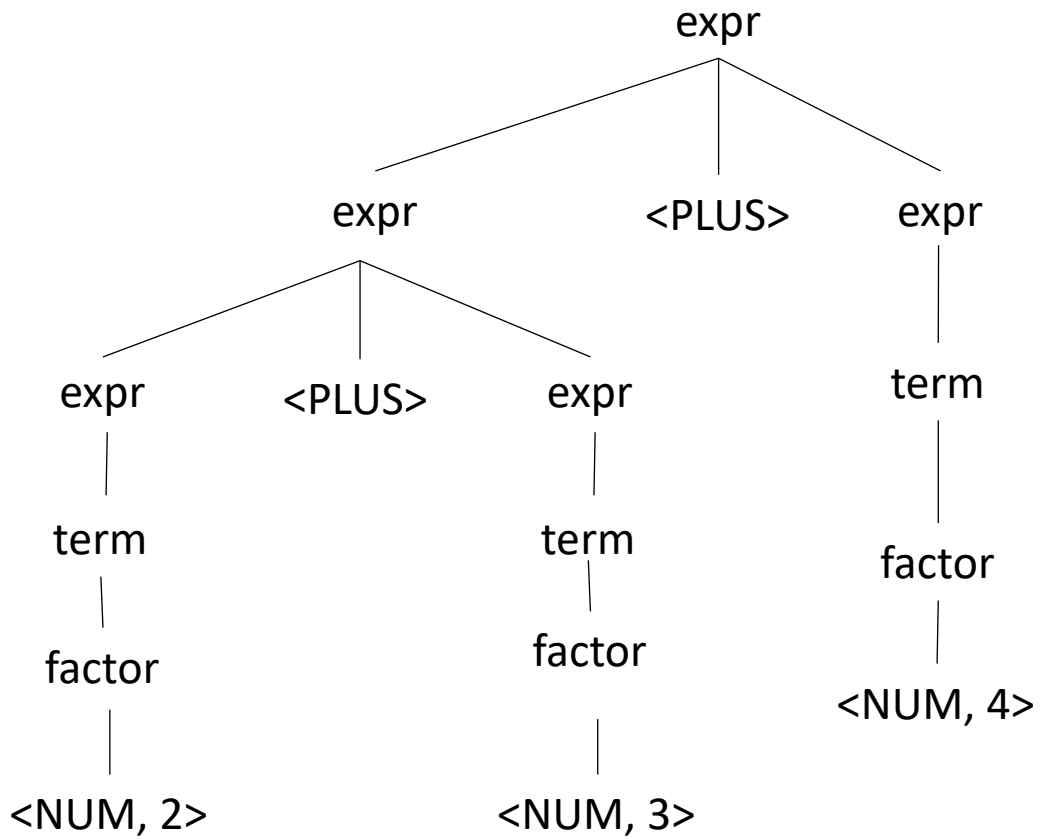 expr
expr <PLUS> expr
expr <PLUS> expr term
term term factor
factor factor <NUM, 4>
<NUM, 2> <NUM, 3>